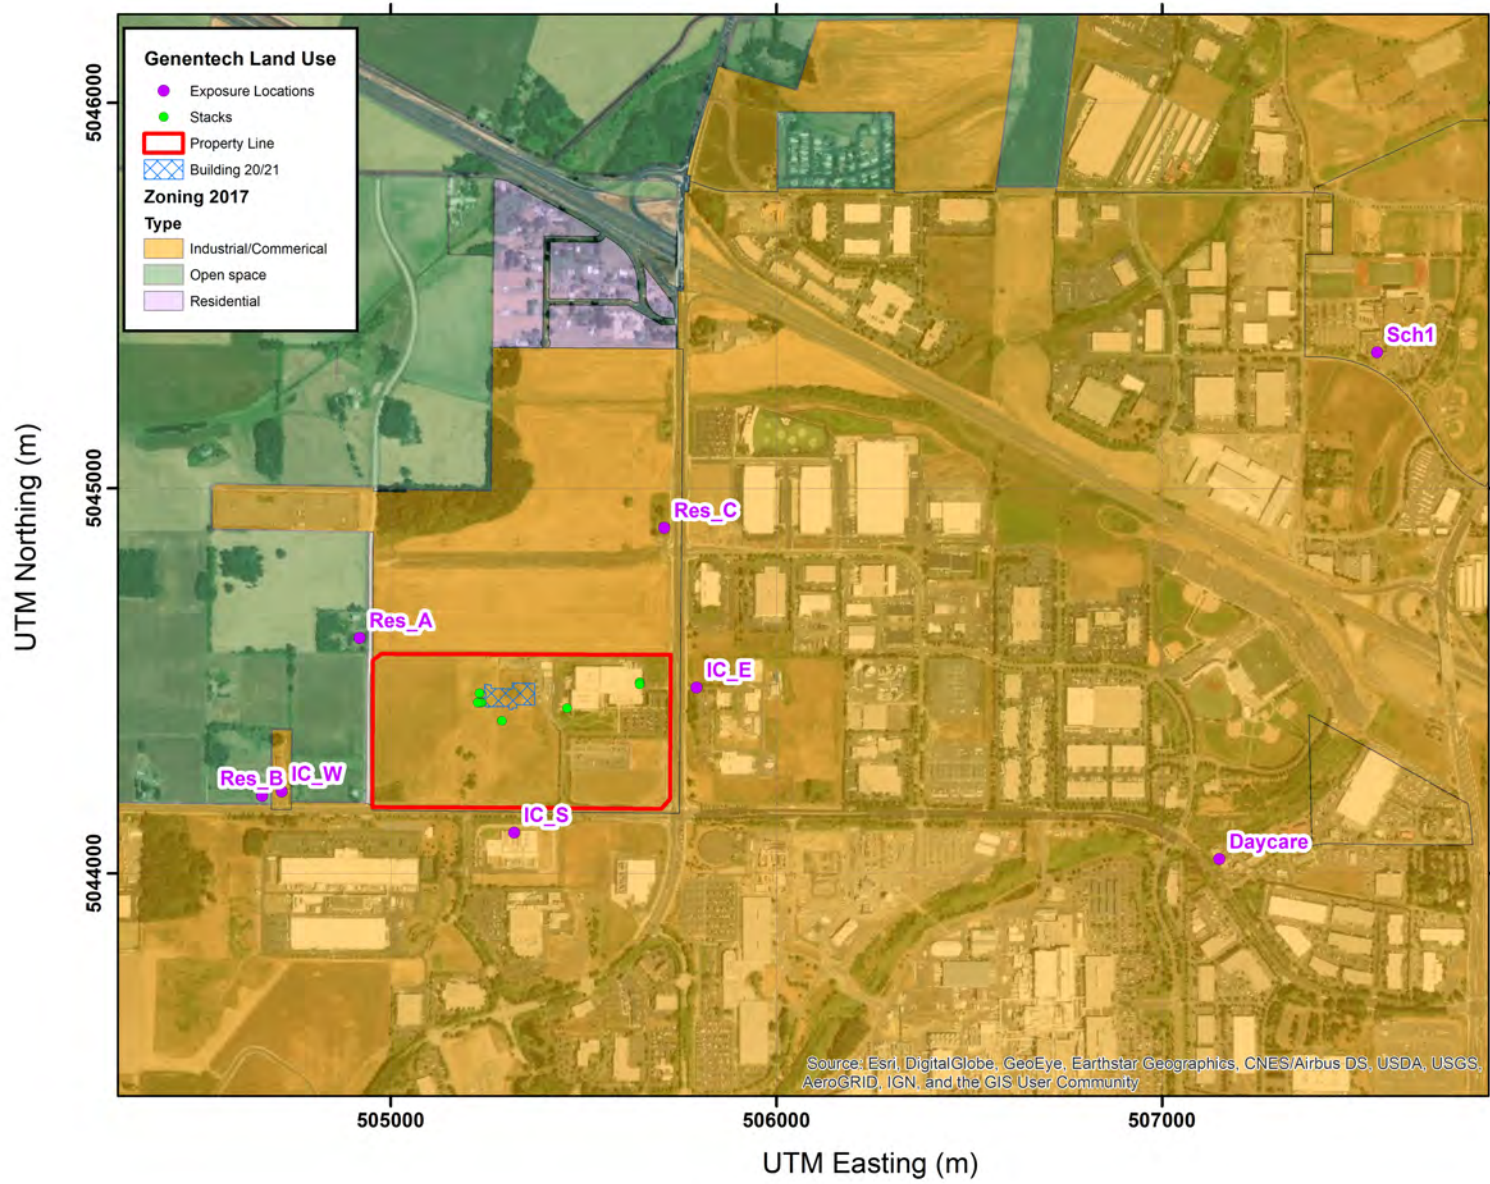 Genentech Land Use
Exposure Locations
Stacks
Property Line
Building 20/21
Zoning 2017
Type
Industrial/Commerical
Open space
Residential
5046000
5045000
5044000
UTM Northing (m)
Sch1
Res_C
Res_A
IC_E
Res_B
IC_W
IC_S
Daycare
Source: Esri, DigitalGlobe, GeoEye, Earthstar Geographics, CNES/Airbus DS, USDA, USGS,
AeroGRID, IGN, and the GIS User Community
505000
506000
507000
UTM Easting (m)